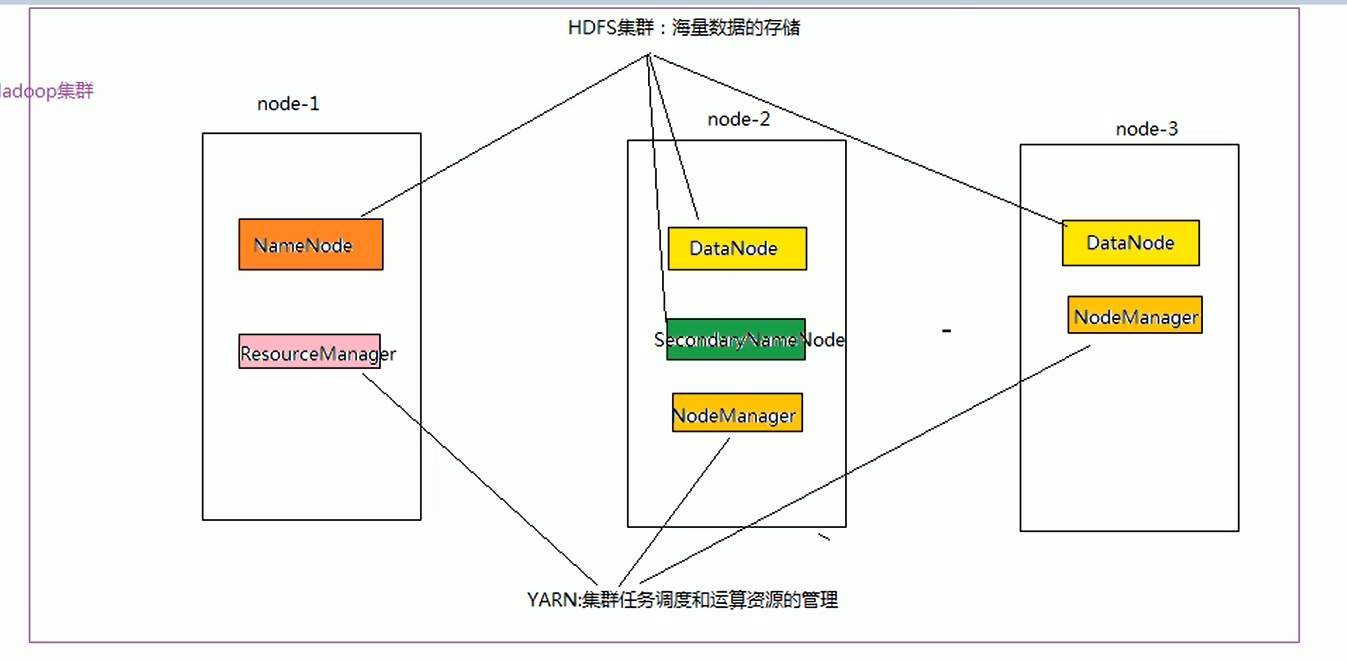 HDFS集群：海量数据的存储
adoop集群
node-1
node-2
node-3
NameNode
DataNode
DataNode
ResourceManager
SecondaryNameNode
NodeManager
NodeManager
YARN:集群任务调度和运算资源的管理